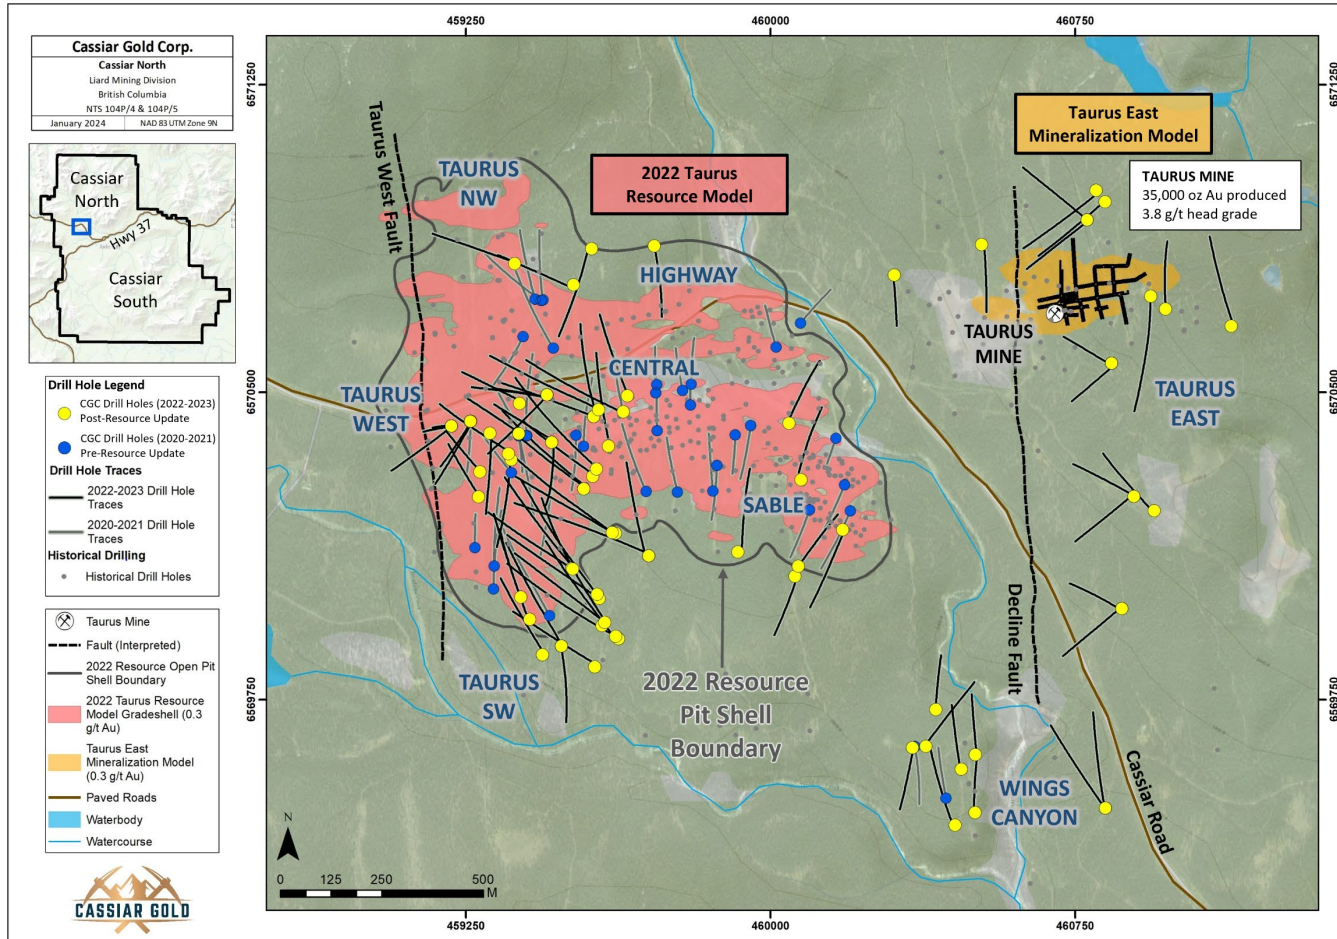 Cassiar Gold Corp.
Cassiar North
Liard Mining Division
British Columbia
NTS 104P/4 & 104P/5
January 2024
NAD 83 UTM Zone 9N
Cassiar
North
Hwy 37
Cassiar
South
Drill Hole Legend
CGC Drill Holes (2022-2023)
Post-Resource Update
CGC Drill Holes (2020-2021)
Pre-Resource Update
Drill Hole Traces
2022-2023 Drill Hole
Traces
2020-2021 Drill Hole
Traces
Historical Drilling
Historical Drill Holes
Taurus Mine
Fault (Interpreted)
2022 Resource Open Pit
Shell Boundary
2022 Taurus Resource
Model Gradeshell (0.3
g/t Au)
Taurus East
Mineralization Model
(0.3 g/t Au)
Paved Roads
Waterbody
Watercourse
CASSIAR GOLD
459250
460000
460750
6571250
6571250
6570500
6570500
6569750
6569750
459250
460000
460750
Taurus West Fault
TAURUS
NW
2022 Taurus
Resource Model
Taurus East
Mineralization Model
TAURUS MINE
35,000 oz Au produced
3.8 g/t head grade
HIGHWAY
CENTRAL
TAURUS
MINE
TAURUS
WEST
TAURUS
EAST
SABLE
Decline Fault
TAURUS
SW
2022 Resource
Pit Shell
Boundary
WINGS
CANYON
Cassiar Road
N
0
125
250
500
M